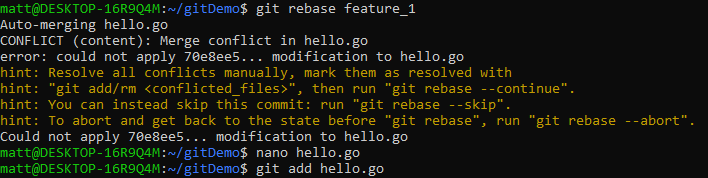 matt@DESKTOP-16R9Q4M:~/gitDemo$ git rebase feature_1
Auto-merging hello.go
CONFLICT (content): Merge conflict in hello.go
error: could not apply 70e8ee5... modification to hello.go
hint: Resolve all conflicts manually, mark them as resolved with
hint: "git add/rm <conflicted_files>", then run "git rebase --continue".
hint: You can instead skip this commit: run "git rebase --skip".
hint: To abort and get back to the state before "git rebase", run "git rebase --abort".
Could not apply 70e8ee5... modification to hello.go
matt@DESKTOP-16R9Q4M:~/gitDemo$ nano hello.go
matt@DESKTOP-16R9Q4M:~/gitDemo$ git add hello.go